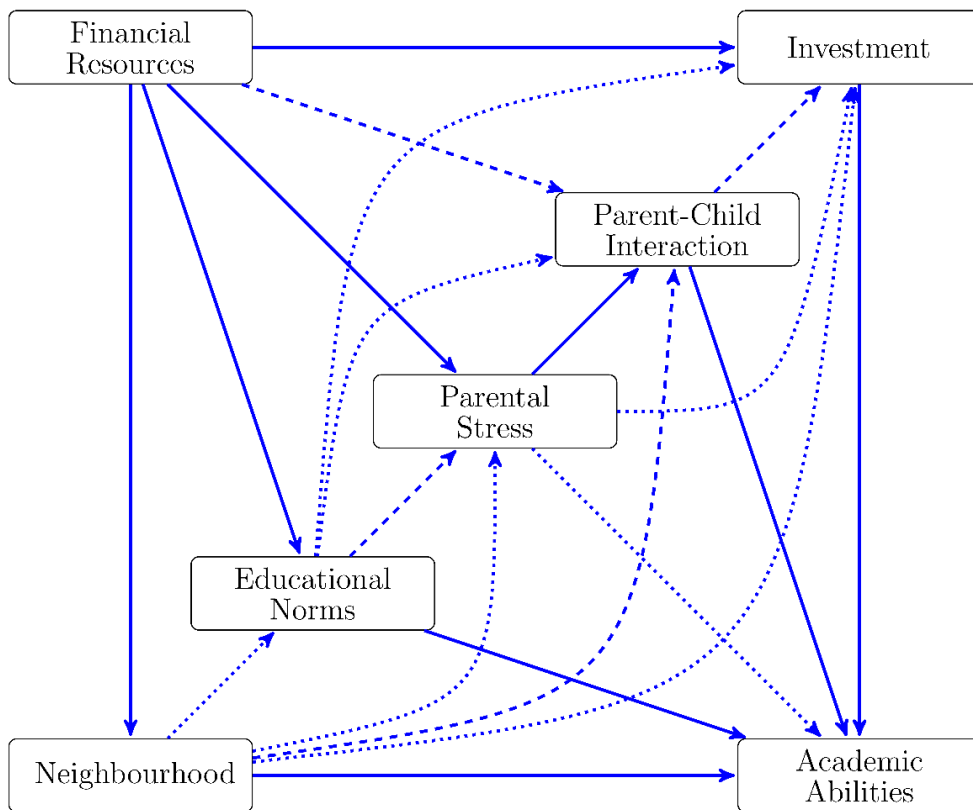 Financial
Resources
Investment
Parent-Child
Interaction
Parental
Stress
Educational
Norms
Neighbourhood
Academic
Abilities